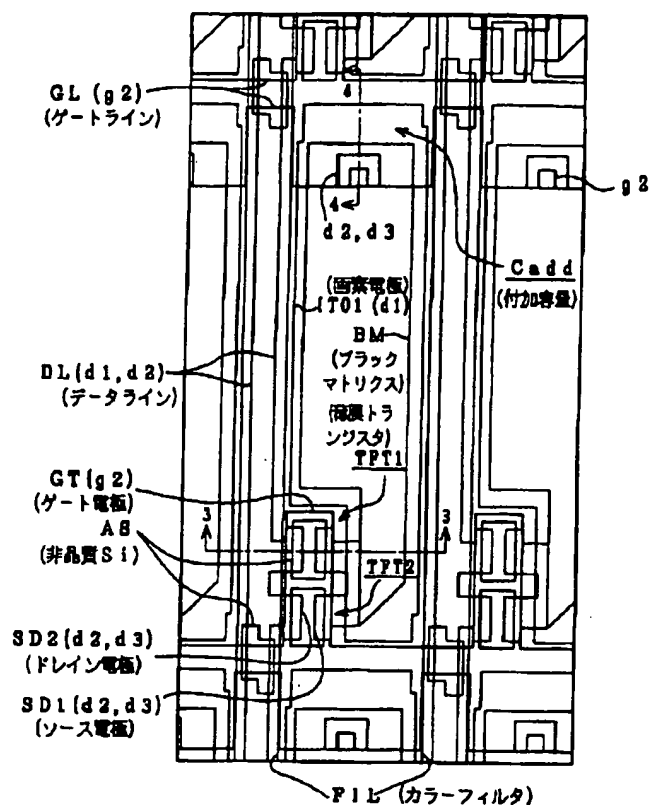 GL(g2)
(ゲートライン)
4
4
d2,d3
g2
Cadd
(付加容量)
(画素電極)
ITO1(d1)
BM
(ブラック
マトリクス)
(薄膜トラ
ンジスタ)
TFT1
DL(d1,d2)
(データライン)
GT(g2)
(ゲート電極)
AS
(非晶質Si)
3
3
TFT2
SD2(d2,d3)
(ドレイン電極)
SD1(d2,d3)
(ソース電極)
FIL(カラーフィルタ)